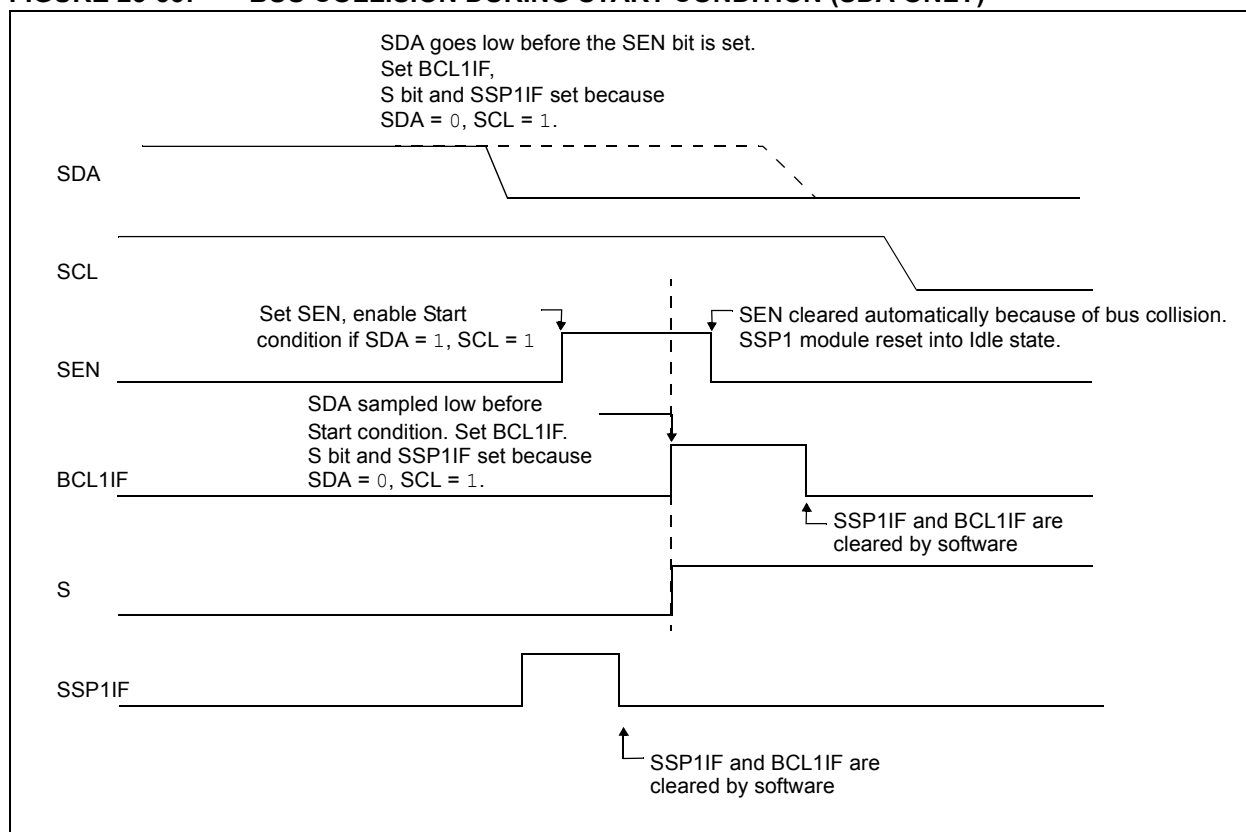 FIGURE BUS COLLISION DURING START CONDITION (SDA ONLY)
SDA goes low before the SEN bit is set.
Set BCL1IF,
S bit and SSP1IF set because
SDA = 0, SCL = 1.
SDA
SCL
Set SEN, enable Start
condition if SDA = 1, SCL = 1
SEN cleared automatically because of bus collision.
SSP1 module reset into Idle state.
SEN
SDA sampled low before
Start condition. Set BCL1IF.
S bit and SSP1IF set because
SDA = 0, SCL = 1.
BCL1IF
SSP1IF and BCL1IF are
cleared by software
S
SSP1IF
SSP1IF and BCL1IF are
cleared by software